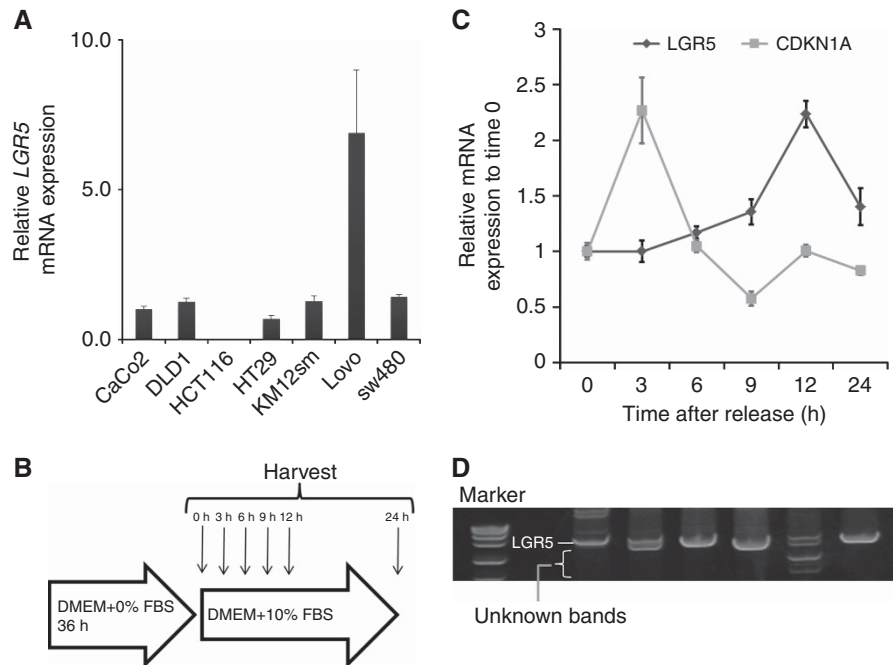 A
10.0
5.0
0.0
Relative LGR5
mRNA expression
CaCo2
DLD1
HCT116
HT29
KM12sm
Lovo
sw480
C
3
2.5
2
1.5
1
0.5
0
LGR5
CDKN1A
Relative mRNA
expression to time 0
0 3 6 9 12 24
Time after release (h)
B
Harvest
0 h 3 h 6 h 9 h 12 h 24 h
DMEM+0% FBS
36 h
DMEM+10% FBS
D
Marker
LGR5
Unknown bands